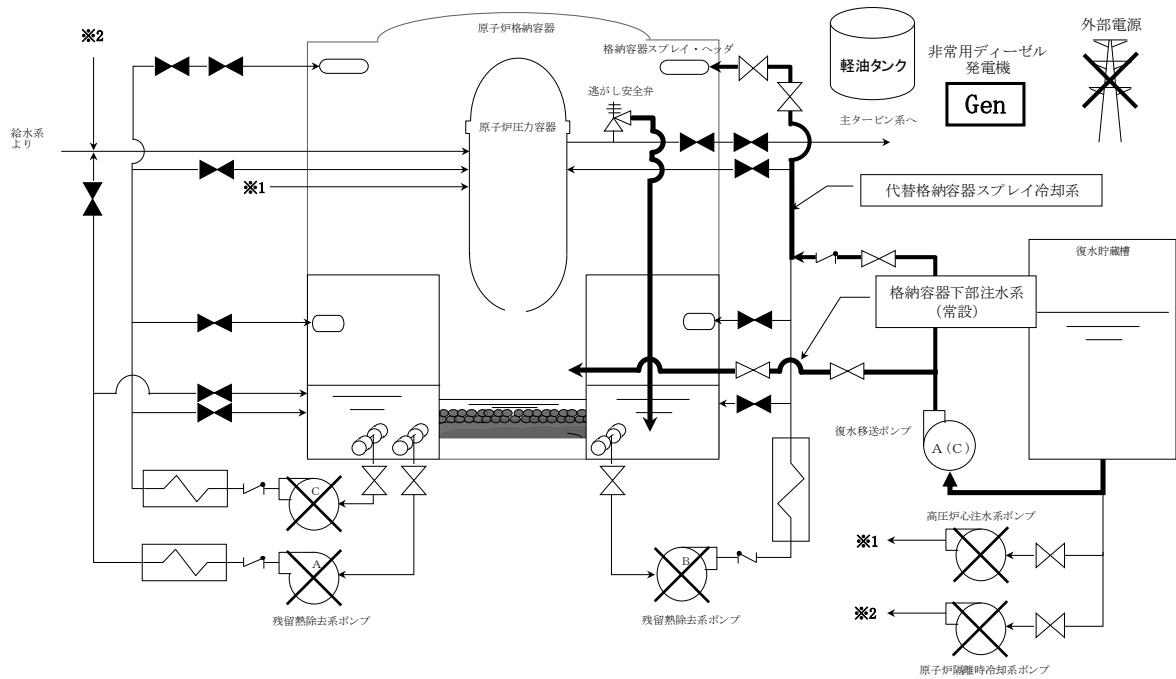 ※2
原子炉格納容器
格納容器スプレイ・ヘッダ
軽油タンク
非常用ディーゼル
発電機
Gen
外部電源
逃がし安全弁
原子炉圧力容器
主タービン系へ
給水系
より
※1
代替格納容器スプレイ冷却系
復水貯蔵槽
格納容器下部注水系
(常設)
復水移送ポンプ
A(C)
C
A
残留熱除去系ポンプ
B
残留熱除去系ポンプ
高圧炉心注水系ポンプ
※1
※2
原子炉隔離時冷却系ポンプ